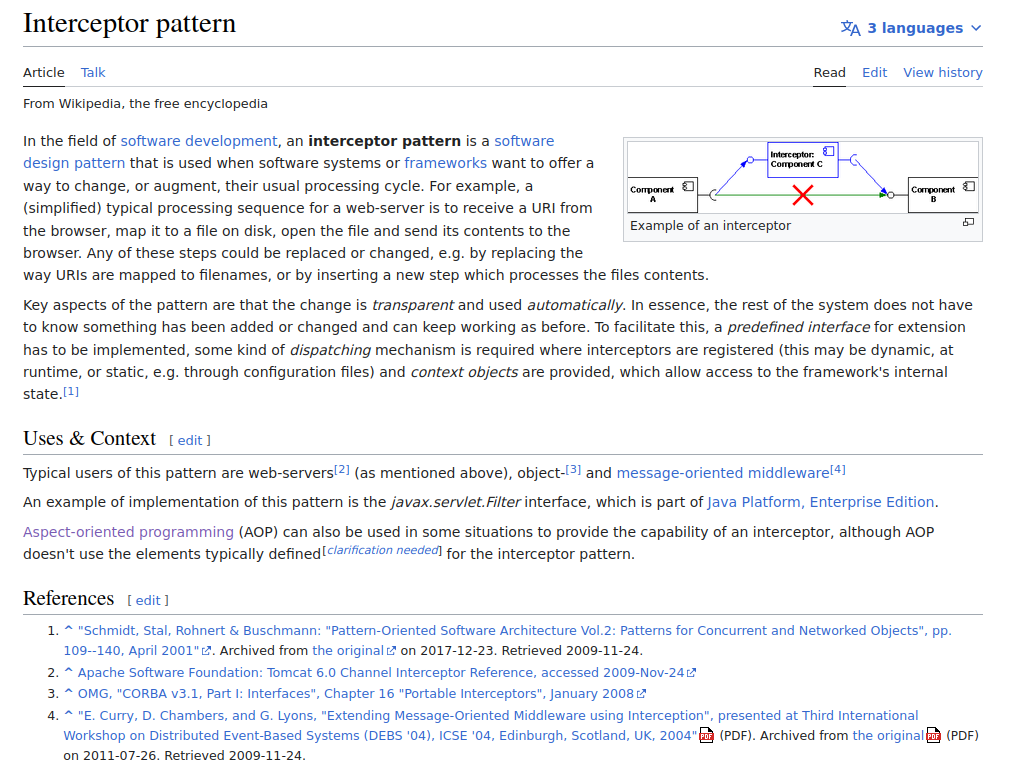 Interceptor pattern
3 languages
Article Talk
Read Edit View history
From Wikipedia, the free encyclopedia
In the field of software development, an interceptor pattern is a software
design pattern that is used when software systems or frameworks want to offer a
way to change, or augment, their usual processing cycle. For example, a
(simplified) typical processing sequence for a web-server is to receive a URI from
the browser, map it to a file on disk, open the file and send its contents to the
browser. Any of these steps could be replaced or changed, e.g. by replacing the
way URIs are mapped to filenames, or by inserting a new step which processes the files contents.
Interceptor:
Component C
Component
A
Component
B
Example of an interceptor
Key aspects of the pattern are that the change is transparent and used automatically. In essence, the rest of the system does not have
to know something has been added or changed and can keep working as before. To facilitate this, a predefined interface for extension
has to be implemented, some kind of dispatching mechanism is required where interceptors are registered (this may be dynamic, at
runtime, or static, e.g. through configuration files) and context objects are provided, which allow access to the framework's internal
state.[1]
Uses & Context [ edit ]
Typical users of this pattern are web-servers[2] (as mentioned above), object-[3] and message-oriented middleware[4]
An example of implementation of this pattern is the javax.servlet.Filter interface, which is part of Java Platform, Enterprise Edition.
Aspect-oriented programming (AOP) can also be used in some situations to provide the capability of an interceptor, although AOP
doesn't use the elements typically defined[clarification needed] for the interceptor pattern.
References [ edit ]
1. ^ "Schmidt, Stal, Rohnert & Buschmann: "Pattern-Oriented Software Architecture Vol.2: Patterns for Concurrent and Networked Objects", pp.
109--140, April 2001". Archived from the original on 2017-12-23. Retrieved 2009-11-24.
2. ^ Apache Software Foundation: Tomcat 6.0 Channel Interceptor Reference, accessed 2009-Nov-24
3. ^ OMG, "CORBA v3.1, Part I: Interfaces", Chapter 16 "Portable Interceptors", January 2008
4. ^ "E. Curry, D. Chambers, and G. Lyons, "Extending Message-Oriented Middleware using Interception", presented at Third International
Workshop on Distributed Event-Based Systems (DEBS '04), ICSE '04, Edinburgh, Scotland, UK, 2004" (PDF). Archived from the original (PDF)
on 2011-07-26. Retrieved 2009-11-24.